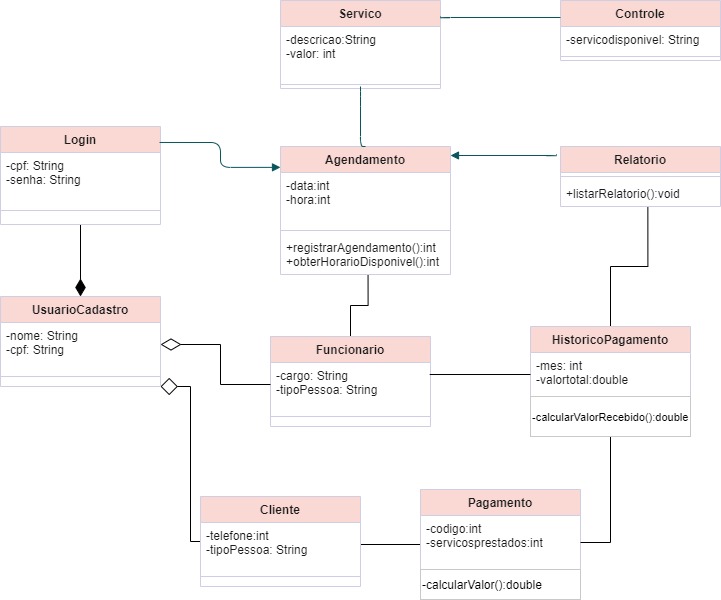 Servico
-descricao:String
-valor: int
Controle
-servicodisponivel: String
Login
-cpf: String
-senha: String
Agendamento
-data:int
-hora:int
+registrarAgendamento():int
+obterHorarioDisponivel():int
Relatorio
+listarRelatorio():void
UsuarioCadastro
-nome: String
-cpf: String
Funcionario
-cargo: String
-tipoPessoa: String
HistoricoPagamento
-mes: int
-valortotal:double
-calcularValorRecebido():double
Cliente
-telefone:int
-tipoPessoa: String
Pagamento
-codigo:int
-servicosprestados:int
-calcularValor():double